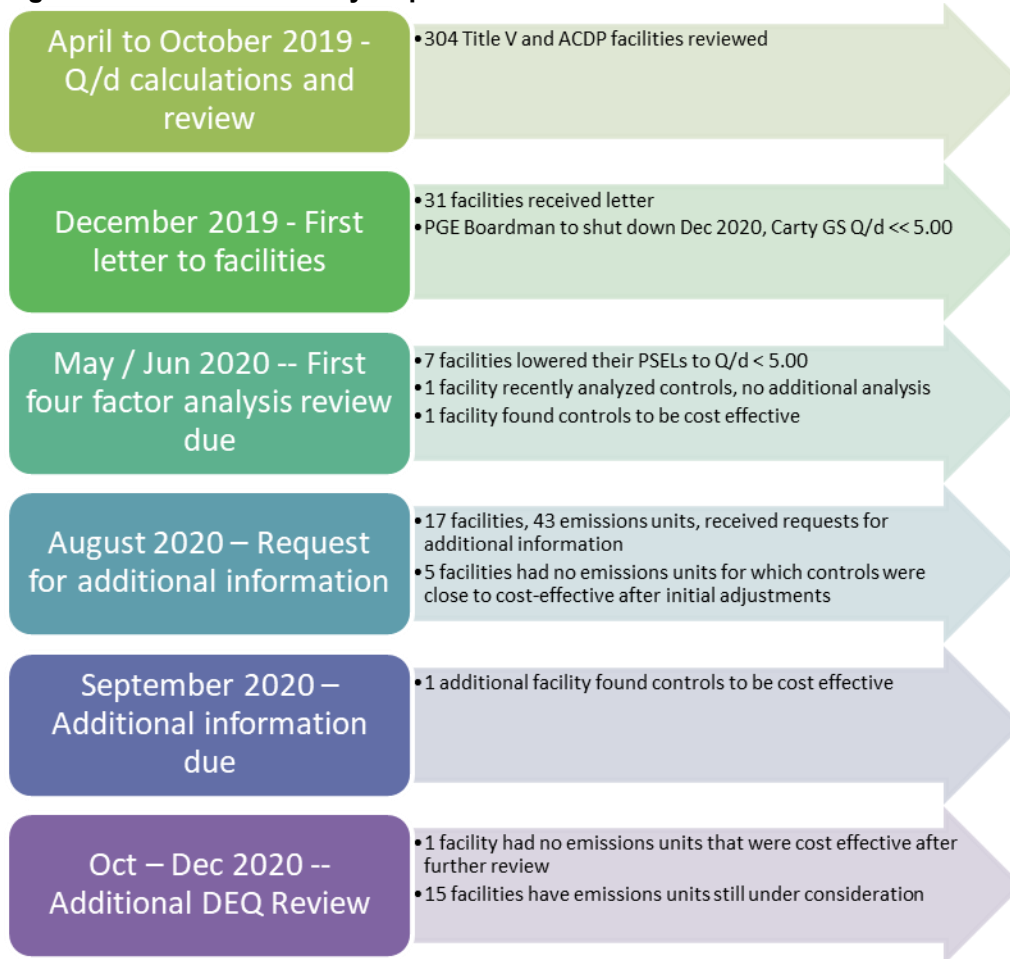 April to October 2019 -
Q/d calculations and
review
•304 Title V and ACDP facilities reviewed
December 2019 - First
letter to facilities
•31 facilities received letter
•PGE Boardman to shut down Dec 2020, Carty GS Q/d << 5.00
May / Jun 2020 -- First
four factor analysis review
due
•7 facilities lowered their PSELs to Q/d < 5.00
•1 facility recently analyzed controls, no additional analysis
•1 facility found controls to be cost effective
August 2020 – Request
for additional information
•17 facilities, 43 emissions units, received requests for
additional information
•5 facilities had no emissions units for which controls were
close to cost-effective after initial adjustments
September 2020 –
Additional information
due
•1 additional facility found controls to be cost effective
Oct – Dec 2020 --
Additional DEQ Review
•1 facility had no emissions units that were cost effective after
further review
•15 facilities have emissions units still under consideration